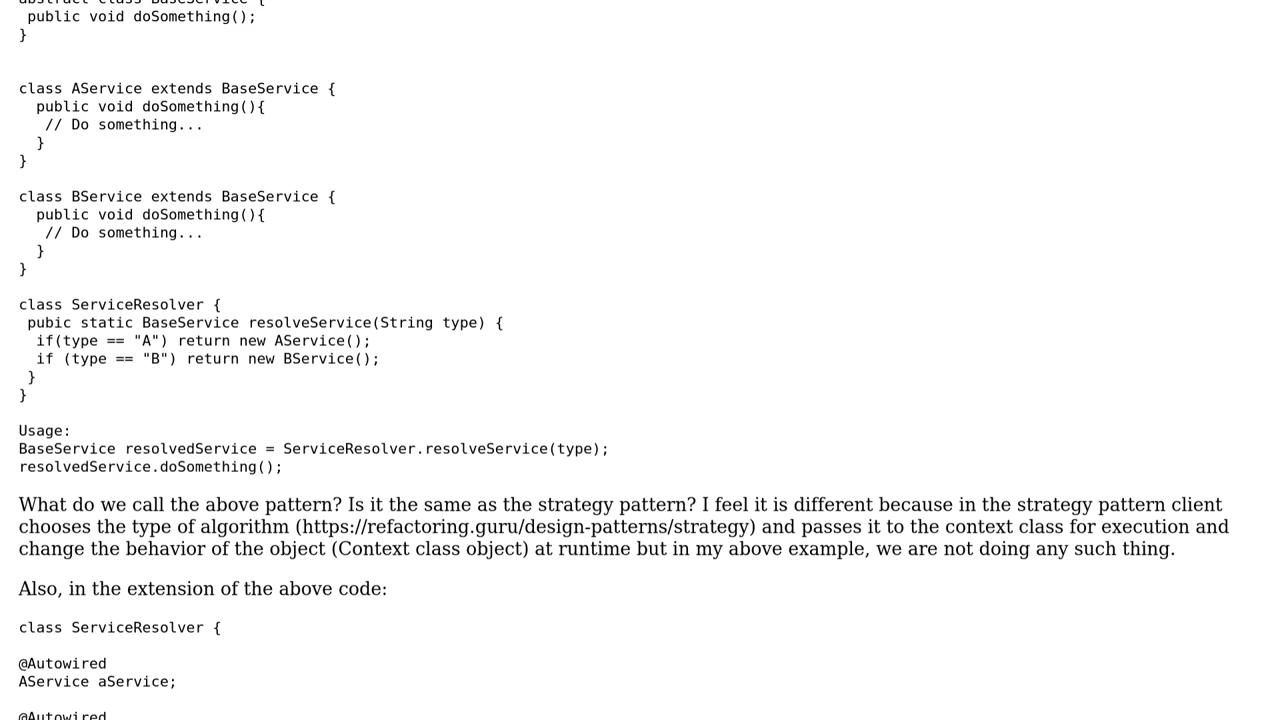 abstract class BaseService {
 public void doSomething();
}
class AService extends BaseService {
  public void doSomething(){
   // Do something...
  }
}
class BService extends BaseService {
  public void doSomething(){
   // Do something...
  }
}
class ServiceResolver {
 pubic static BaseService resolveService(String type) {
  if(type == "A") return new AService();
  if (type == "B") return new BService();
 }
}
Usage:
BaseService resolvedService = ServiceResolver.resolveService(type);
resolvedService.doSomething();
What do we call the above pattern? Is it the same as the strategy pattern? I feel it is different because in the strategy pattern client
chooses the type of algorithm (https://refactoring.guru/design-patterns/strategy) and passes it to the context class for execution and
change the behavior of the object (Context class object) at runtime but in my above example, we are not doing any such thing.
Also, in the extension of the above code:
class ServiceResolver {
@Autowired
AService aService;
@Autowired